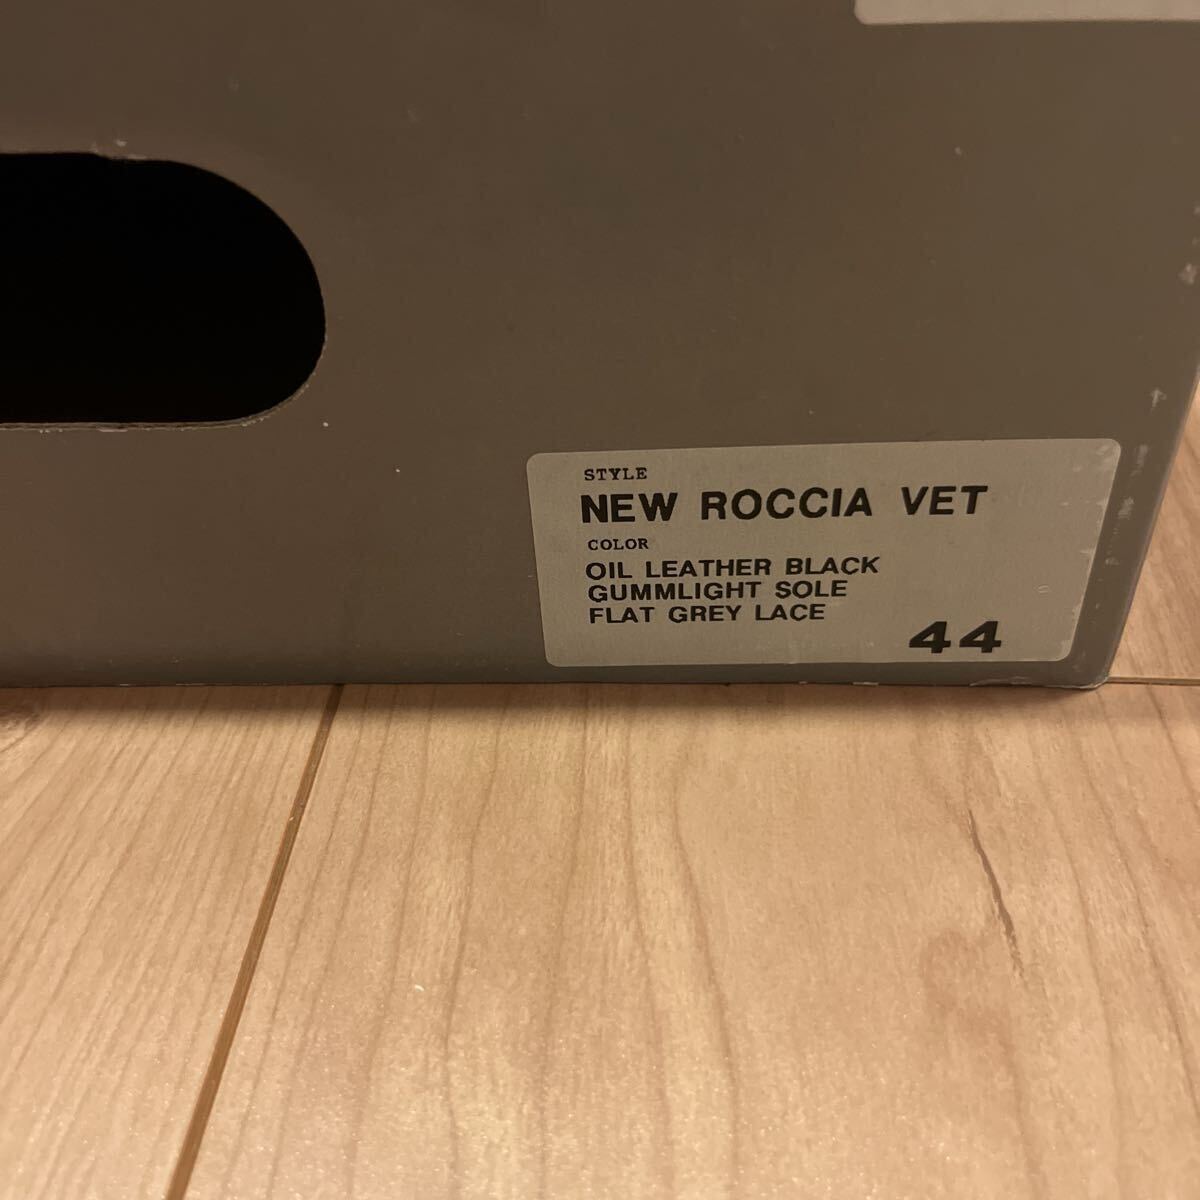 STYLE
NEW ROCCIA VET
COLOR
OIL LEATHER BLACK
GUMMLIGHT SOLE
FLAT GREY LACE
44